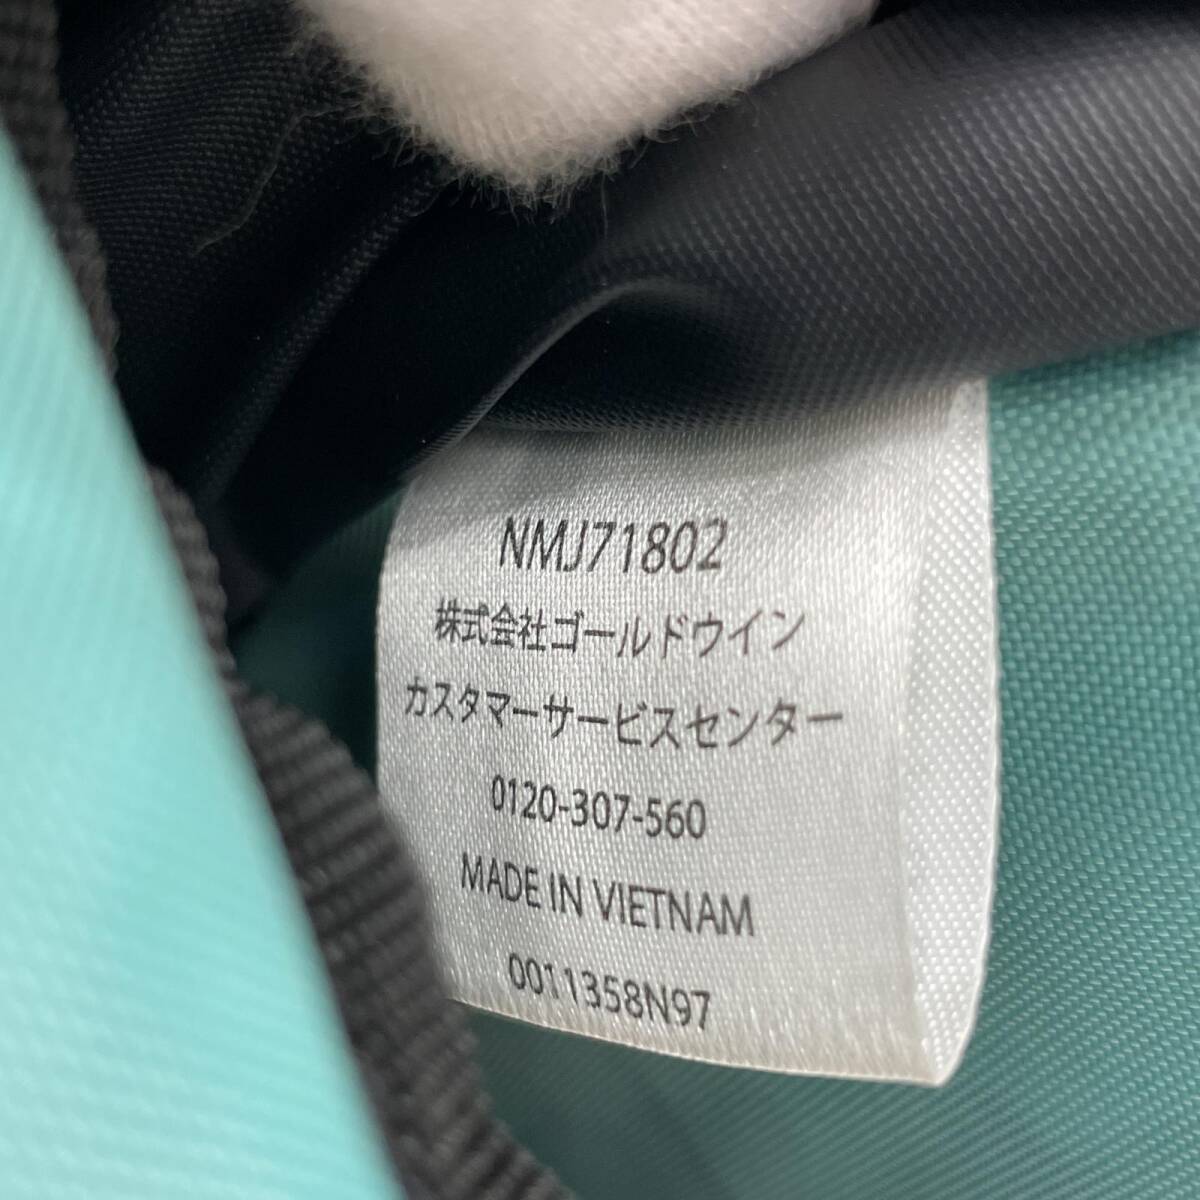 NMJ71802
株式会社ゴールドウイン
カスタマーサービスセンター
0120-307-560
MADE IN VIETNAM
0011358N97